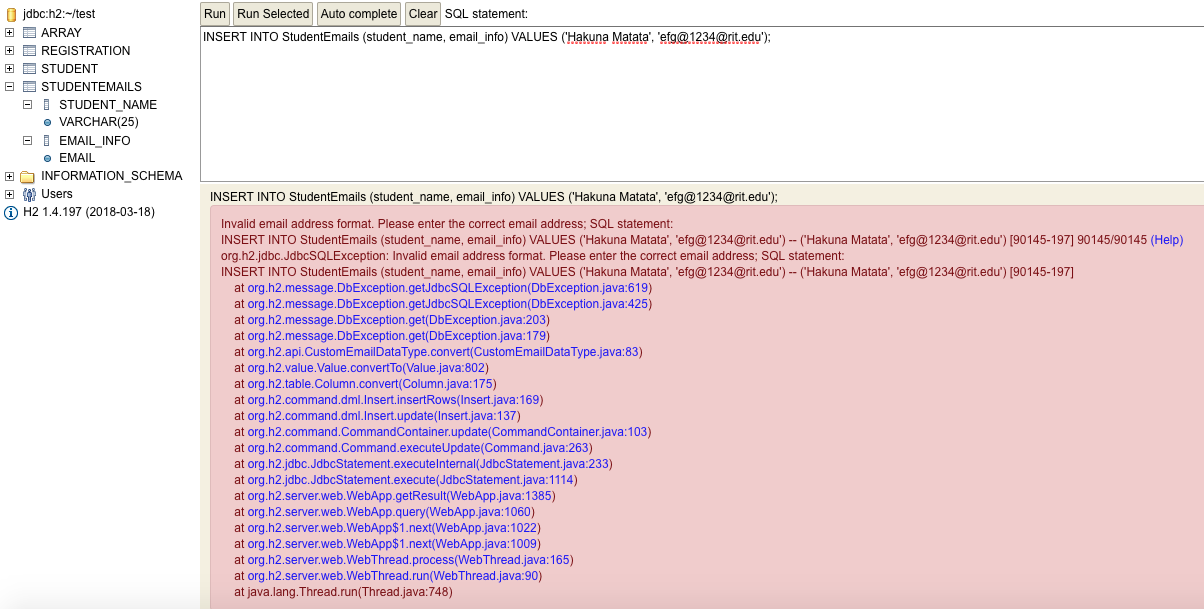 jdbc:h2:~/test
ARRAY
REGISTRATION
STUDENT
STUDENTEMAILS
STUDENT_NAME
VARCHAR(25)
EMAIL_INFO
EMAIL
INFORMATION_SCHEMA
Users
H2 1.4.197 (2018-03-18)
Run Run Selected Auto complete Clear SQL statement:
INSERT INTO StudentEmails (student_name, email_info) VALUES ('Hakuna Matata', 'efg@1234@rit.edu');
INSERT INTO StudentEmails (student_name, email_info) VALUES ('Hakuna Matata', 'efg@1234@rit.edu');
Invalid email address format. Please enter the correct email address; SQL statement:
INSERT INTO StudentEmails (student_name, email_info) VALUES ('Hakuna Matata', 'efg@1234@rit.edu') -- ('Hakuna Matata', 'efg@1234@rit.edu') [90145-197] 90145/90145 (Help)
org.h2.jdbc.JdbcSQLException: Invalid email address format. Please enter the correct email address; SQL statement:
INSERT INTO StudentEmails (student_name, email_info) VALUES ('Hakuna Matata', 'efg@1234@rit.edu') -- ('Hakuna Matata', 'efg@1234@rit.edu') [90145-197]
at org.h2.message.DbException.getJdbcSQLException(DbException.java:619)
at org.h2.message.DbException.getJdbcSQLException(DbException.java:425)
at org.h2.message.DbException.get(DbException.java:203)
at org.h2.message.DbException.get(DbException.java:179)
at org.h2.api.CustomEmailDataType.convert(CustomEmailDataType.java:83)
at org.h2.value.Value.convertTo(Value.java:802)
at org.h2.table.Column.convert(Column.java:175)
at org.h2.command.dml.Insert.insertRows(Insert.java:169)
at org.h2.command.dml.Insert.update(Insert.java:137)
at org.h2.command.CommandContainer.update(CommandContainer.java:103)
at org.h2.command.Command.executeUpdate(Command.java:263)
at org.h2.jdbc.JdbcStatement.executeInternal(JdbcStatement.java:233)
at org.h2.jdbc.JdbcStatement.execute(JdbcStatement.java:1114)
at org.h2.server.web.WebApp.getResult(WebApp.java:1385)
at org.h2.server.web.WebApp.query(WebApp.java:1060)
at org.h2.server.web.WebApp$1.next(WebApp.java:1022)
at org.h2.server.web.WebApp$1.next(WebApp.java:1009)
at org.h2.server.web.WebThread.process(WebThread.java:165)
at org.h2.server.web.WebThread.run(WebThread.java:90)
at java.lang.Thread.run(Thread.java:748)